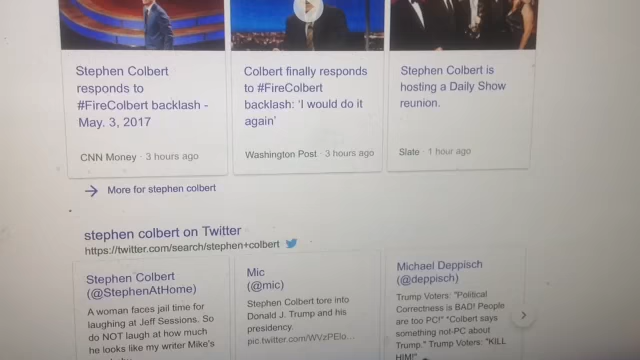 Stephen Colbert
responds to
#FireColbert backlash -
May. 3, 2017
CNN Money · 3 hours ago
Colbert finally responds
to #FireColbert
backlash: 'I would do it
again'
Washington Post · 3 hours ago
Stephen Colbert is
hosting a Daily Show
reunion.
Slate · 1 hour ago
More for stephen colbert
stephen colbert on Twitter
https://twitter.com/search/stephen+colbert
Stephen Colbert
(@StephenAtHome)
A woman faces jail time for
laughing at Jeff Sessions. So
do NOT laugh at how much
he looks like my writer Mike's
Mic
(@mic)
Stephen Colbert tore into
Donald J. Trump and his
presidency.
pic.twitter.com/WVzPElo...
Michael Deppisch
(@deppisch)
Trump Voters: "Political
Correctness is BAD! People
are too PC!" *Colbert says
something not-PC about
Trump.* Trump Voters: "KILL
HIM!"